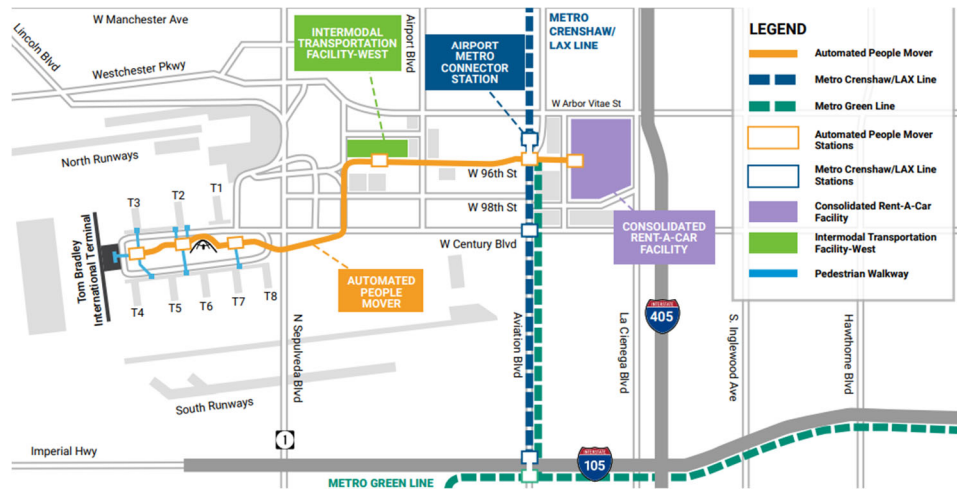 W Manchester Ave
Lincoln Blvd
Westchester Pkwy
Airport Blvd
INTERMODAL
TRANSPORTATION
FACILITY-WEST
AIRPORT
METRO
CONNECTOR
STATION
METRO
CRENSHAW/
LAX LINE
W Arbor Vitae St
North Runways
W 96th St
W 98th St
W Century Blvd
CONSOLIDATED
RENT-A-CAR
FACILITY
T3
T2
T1
Tom Bradley
International Terminal
T4
T5
T6
T7
T8
AUTOMATED
PEOPLE
MOVER
N Sepulveda Blvd
Aviation Blvd
La Cienega Blvd
INTERSTATE
405
S. Inglewood Ave
Hawthorne Blvd
South Runways
1
Imperial Hwy
INTERSTATE
105
METRO GREEN LINE
LEGEND
Automated People Mover
Metro Crenshaw/LAX Line
Metro Green Line
Automated People Mover
Stations
Metro Crenshaw/LAX Line
Stations
Consolidated Rent-A-Car
Facility
Intermodal Transportation
Facility-West
Pedestrian Walkway